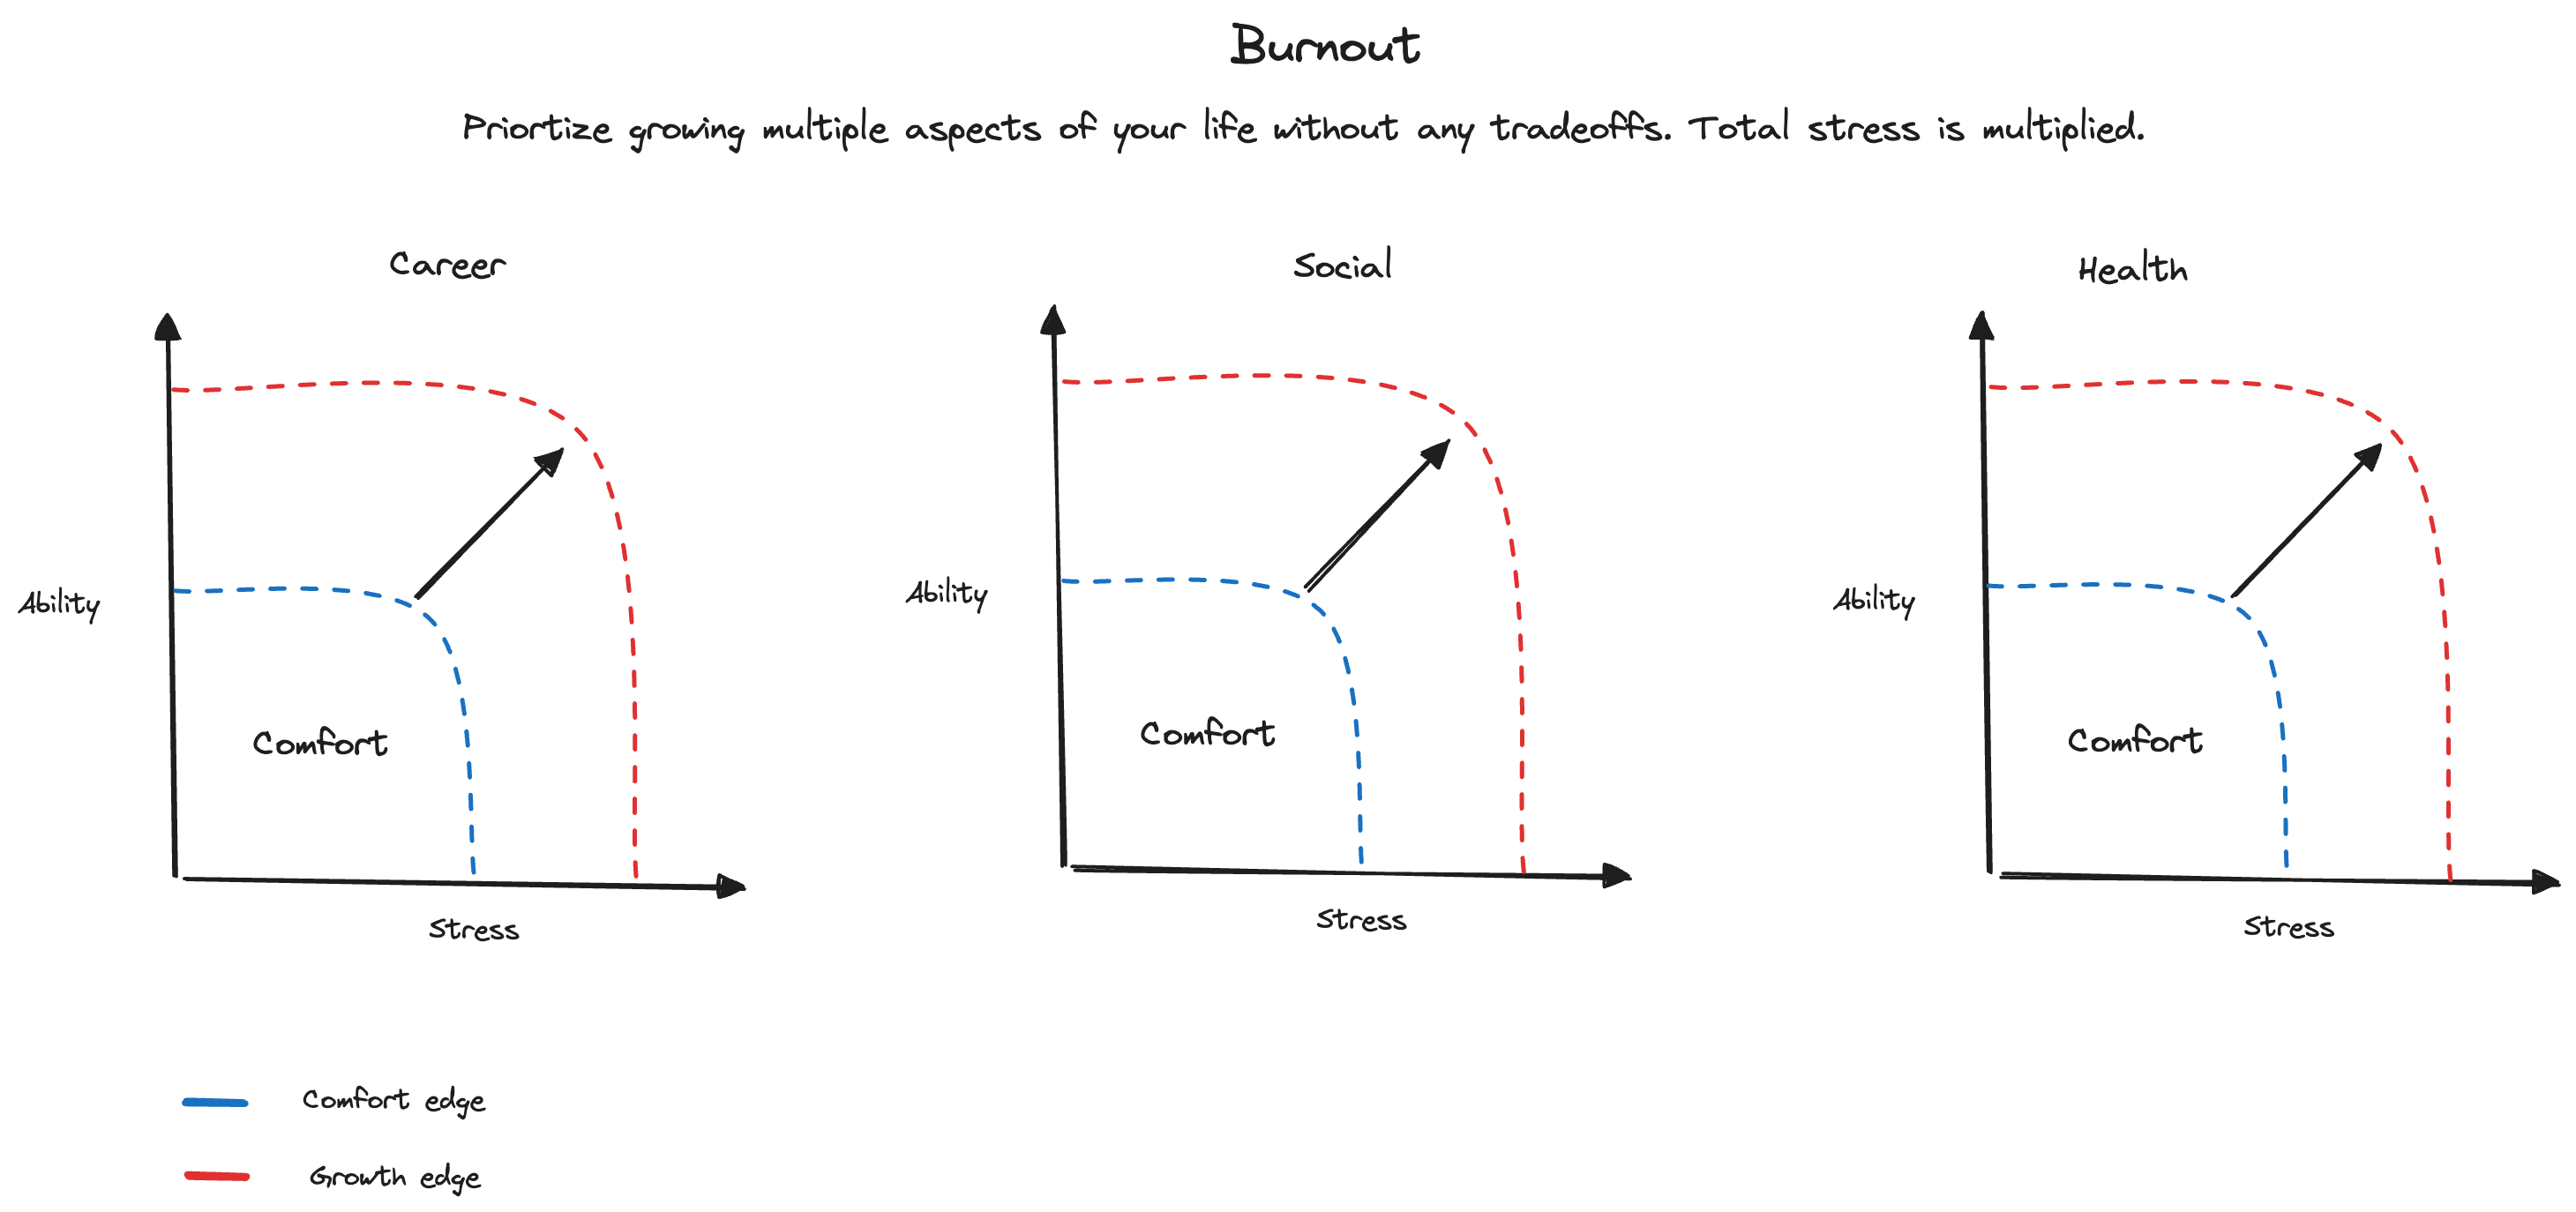 Burnout
Priortize growing multiple aspects of your life without any tradeoffs. Total stress is multiplied.
Career
Social
Health
Ability
Comfort
Stress
Ability
Comfort
Stress
Ability
Comfort
Stress
Comfort edge
Growth edge